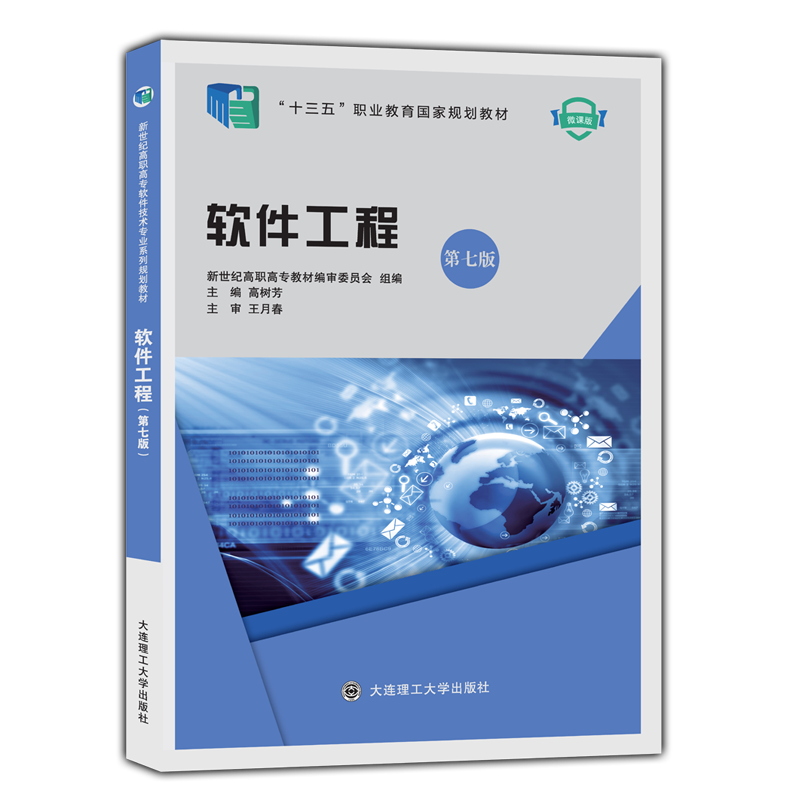 “十三五”职业教育国家规划教材
微课版
软件工程
第七版
新世纪高职高专教材编审委员会 组编
主 编 高树芳
主 审 王月春
大连理工大学出版社
新世纪高职高专软件技术专业系列规划教材
软件工程(第七版)
大连理工大学出版社